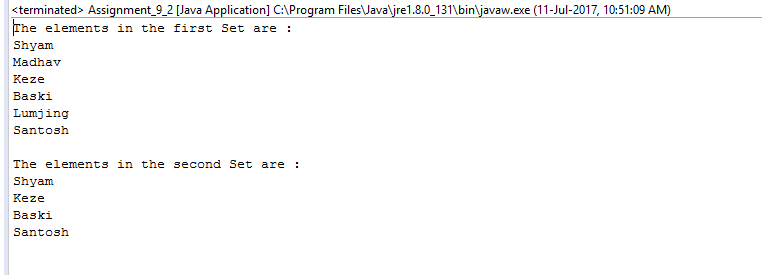 <terminated> Assignment_9_2 [Java Application] C:\Program Files\Java\jre1.8.0_131\bin\javaw.exe (11-Jul-2017, 10:51:09 AM)
The elements in the first Set are :
Shyam
Madhav
Keze
Baski
Lumjing
Santosh

The elements in the second Set are :
Shyam
Keze
Baski
Santosh